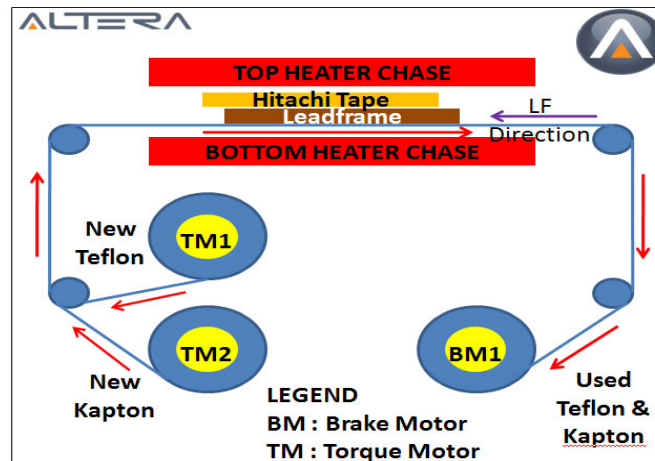 ALTERA
TOP HEATER CHASE
Hitachi Tape
Leadframe
LF
Direction
BOTTOM HEATER CHASE
New
Teflon
TM1
TM2
BM1
New
Kapton
LEGEND
BM : Brake Motor
TM : Torque Motor
Used
Teflon &
Kapton